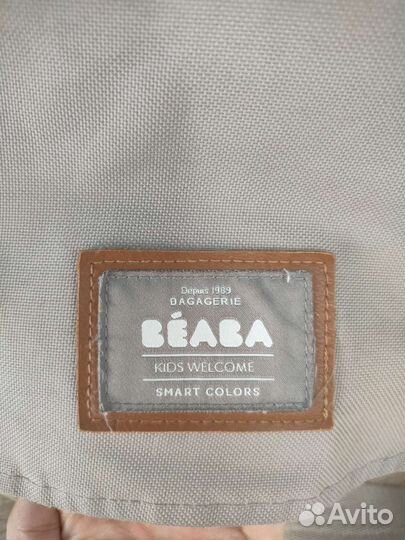 Depuis 1989
BAGAGERIE
BÉABA
KIDS WELCOME
SMART COLORS
Avito